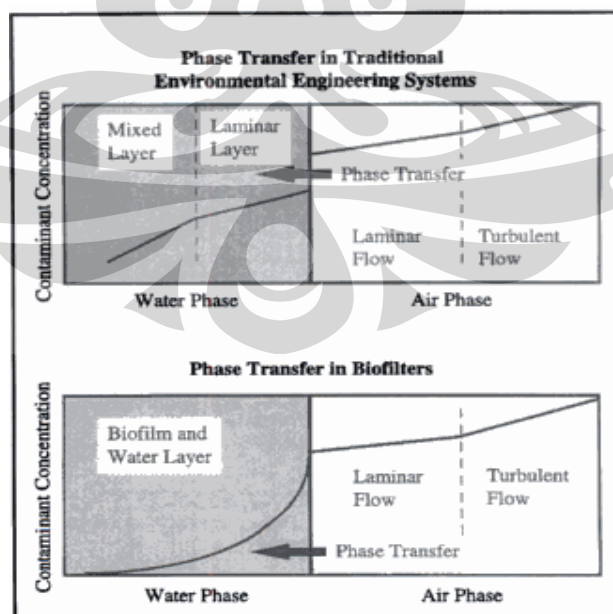 Phase Transfer in Traditional
Environmental Engineering Systems
Contaminant Concentration
Mixed
Layer
Laminar
Layer
Phase Transfer
Laminar
Flow
Turbulent
Flow
Water Phase
Air Phase
Phase Transfer in Biofilters
Contaminant Concentration
Biofilm and
Water Layer
Laminar
Flow
Turbulent
Flow
Phase Transfer
Water Phase
Air Phase